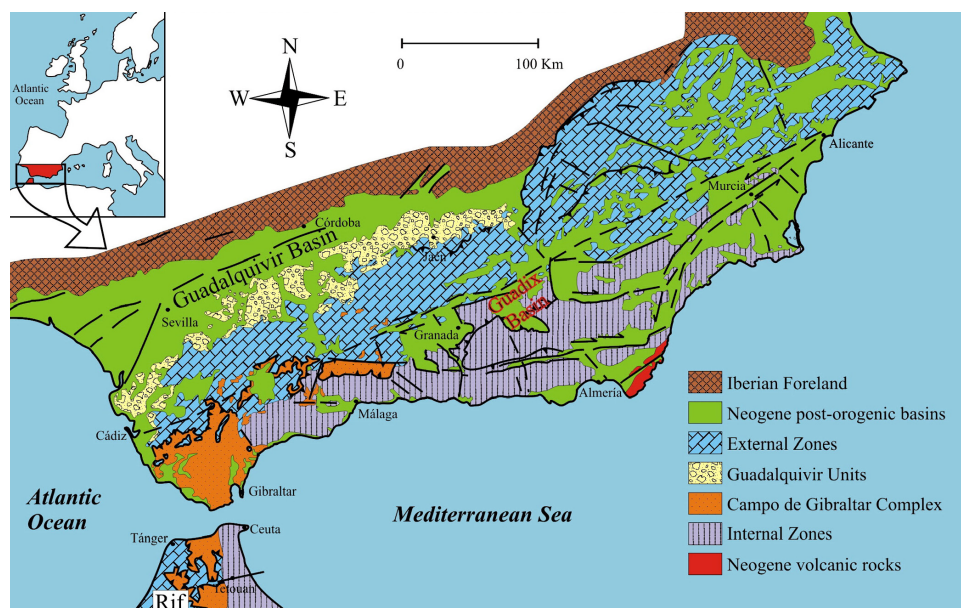 Atlantic
Ocean
N
W
E
S
0
100 Km
Guadalquivir Basin
Córdoba
Jaén
Sevilla
Cádiz
Granada
Guadix
Basin
Málaga
Almería
Murcia
Alicante
Gibraltar
Atlantic
Ocean
Mediterranean Sea
Tánger
Ceuta
Tetouan
Rif
Iberian Foreland
Neogene post-orogenic basins
External Zones
Guadalquivir Units
Campo de Gibraltar Complex
Internal Zones
Neogene volcanic rocks